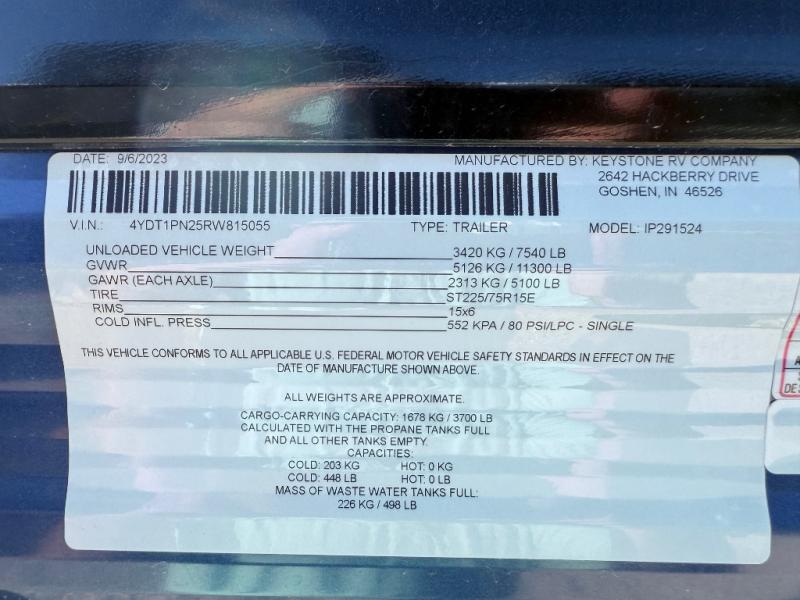 DATE: 9/6/2023 MANUFACTURED BY: KEYSTONE RV COMPANY
2642 HACKBERRY DRIVE
GOSHEN, IN 46526
V.I.N.: 4YDT1PN25RW815055 TYPE: TRAILER MODEL: IP291524
UNLOADED VEHICLE WEIGHT 3420 KG / 7540 LB
GVWR 5126 KG / 11300 LB
GAWR (EACH AXLE) 2313 KG / 5100 LB
TIRE ST225/75R15E
RIMS 15x6
COLD INFL. PRESS 552 KPA / 80 PSI/LPC - SINGLE
THIS VEHICLE CONFORMS TO ALL APPLICABLE U.S. FEDERAL MOTOR VEHICLE SAFETY STANDARDS IN EFFECT ON THE
DATE OF MANUFACTURE SHOWN ABOVE.
ALL WEIGHTS ARE APPROXIMATE.
CARGO-CARRYING CAPACITY: 1678 KG / 3700 LB
CALCULATED WITH THE PROPANE TANKS FULL
AND ALL OTHER TANKS EMPTY.
CAPACITIES:
COLD: 203 KG HOT: 0 KG
COLD: 448 LB HOT: 0 LB
MASS OF WASTE WATER TANKS FULL:
226 KG / 498 LB